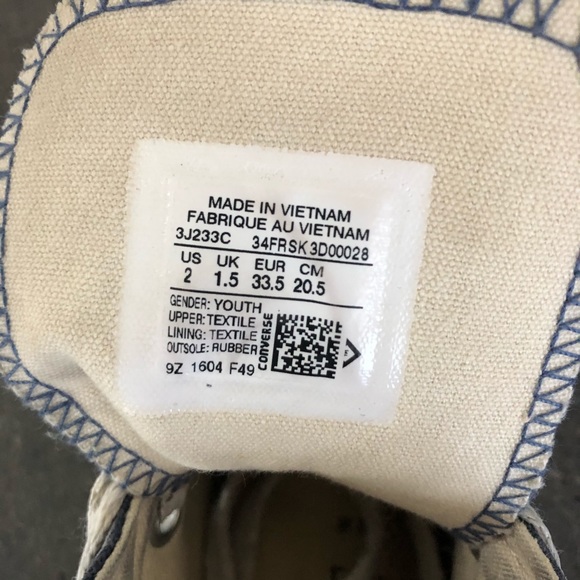 MADE IN VIETNAM
FABRIQUE AU VIETNAM
3J233C 34FRSK3D00028
US UK EUR CM
2 1.5 33.5 20.5
GENDER: YOUTH
UPPER: TEXTILE
LINING: TEXTILE
OUTSOLE: RUBBER
CONVERSE
F
9Z 1604 F49